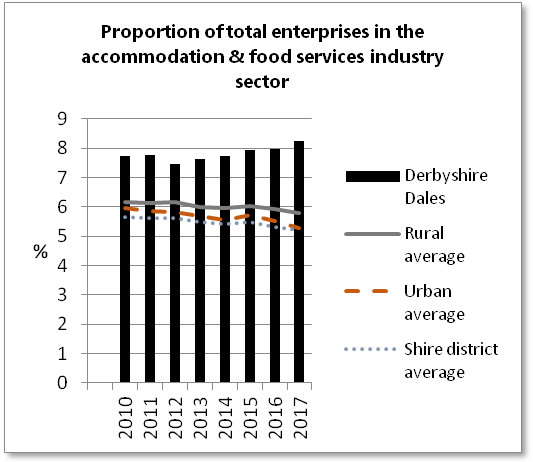 Proportion of total enterprises in the
accommodation & food services industry
sector
9
8
7
6
5
4
3
2
1
0
%
2010
2011
2012
2013
2014
2015
2016
2017
Derbyshire
Dales
Rural
average
Urban
average
Shire district
average